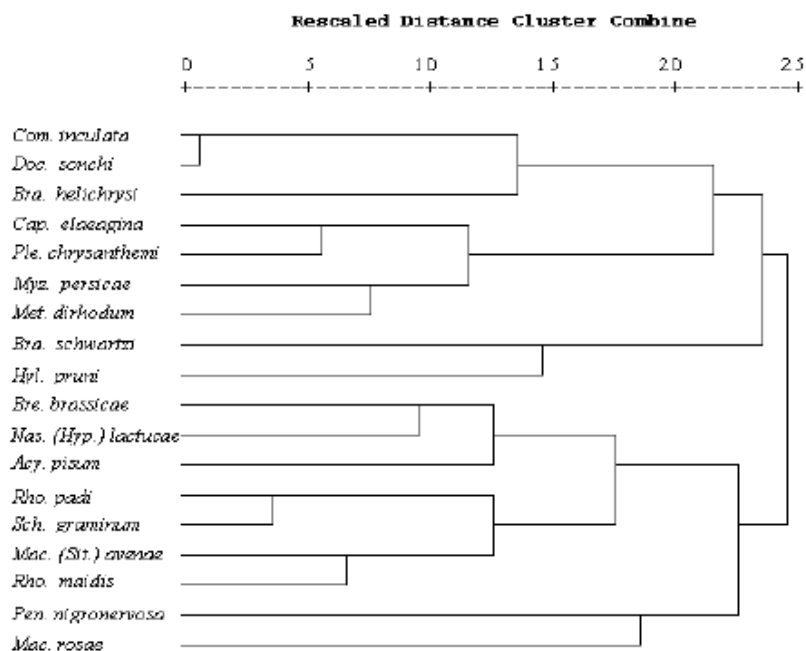 Rescaled Distance Cluster Combine
0 5 10 15 20 25
Com. inculata
Doc. sonchi
Bra. helichrysi
Cap. elaeagina
Ple. chrysanthemi
Myz. persicae
Met. dirhodum
Bra. schwartzi
Hyl. pruni
Bre. brassicae
Nas. (Hyp.) lactucae
Acy. pisum
Rho. padi
Sch. graminum
Mac. (Sit.) avenae
Rho. maidis
Pen. nigronervosa
Mac. rosae